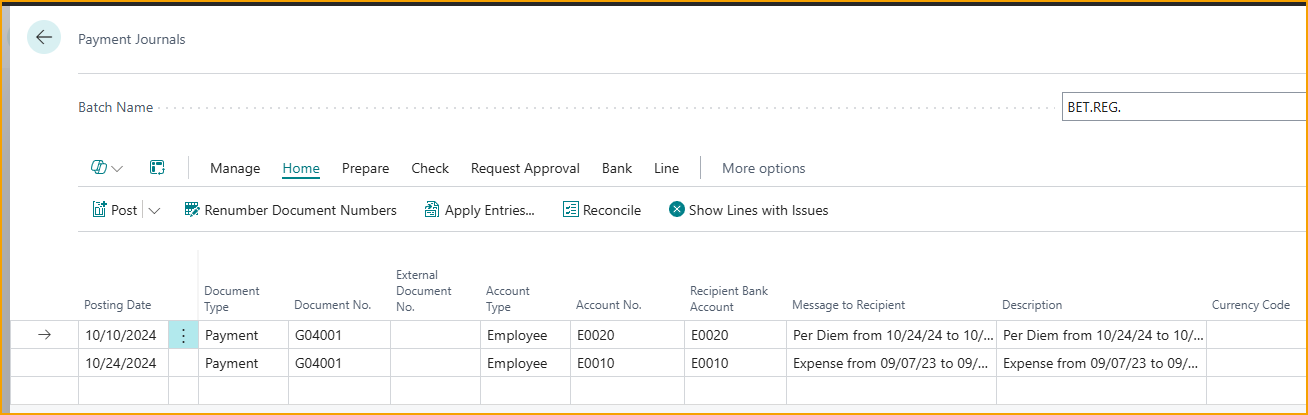 Payment Journals
Batch Name
BET.REG.
Manage Home Prepare Check Request Approval Bank Line More options
Post Renumber Document Numbers Apply Entries... Reconcile Show Lines with Issues
Posting Date Document Type Document No. External Document No. Account Type Account No. Recipient Bank Account Message to Recipient Description Currency Code
10/10/2024 Payment G04001 Employee E0020 E0020 Per Diem from 10/24/24 to 10/... Per Diem from 10/24/24 to 10/...
10/24/2024 Payment G04001 Employee E0010 E0010 Expense from 09/07/23 to 09/... Expense from 09/07/23 to 09/...